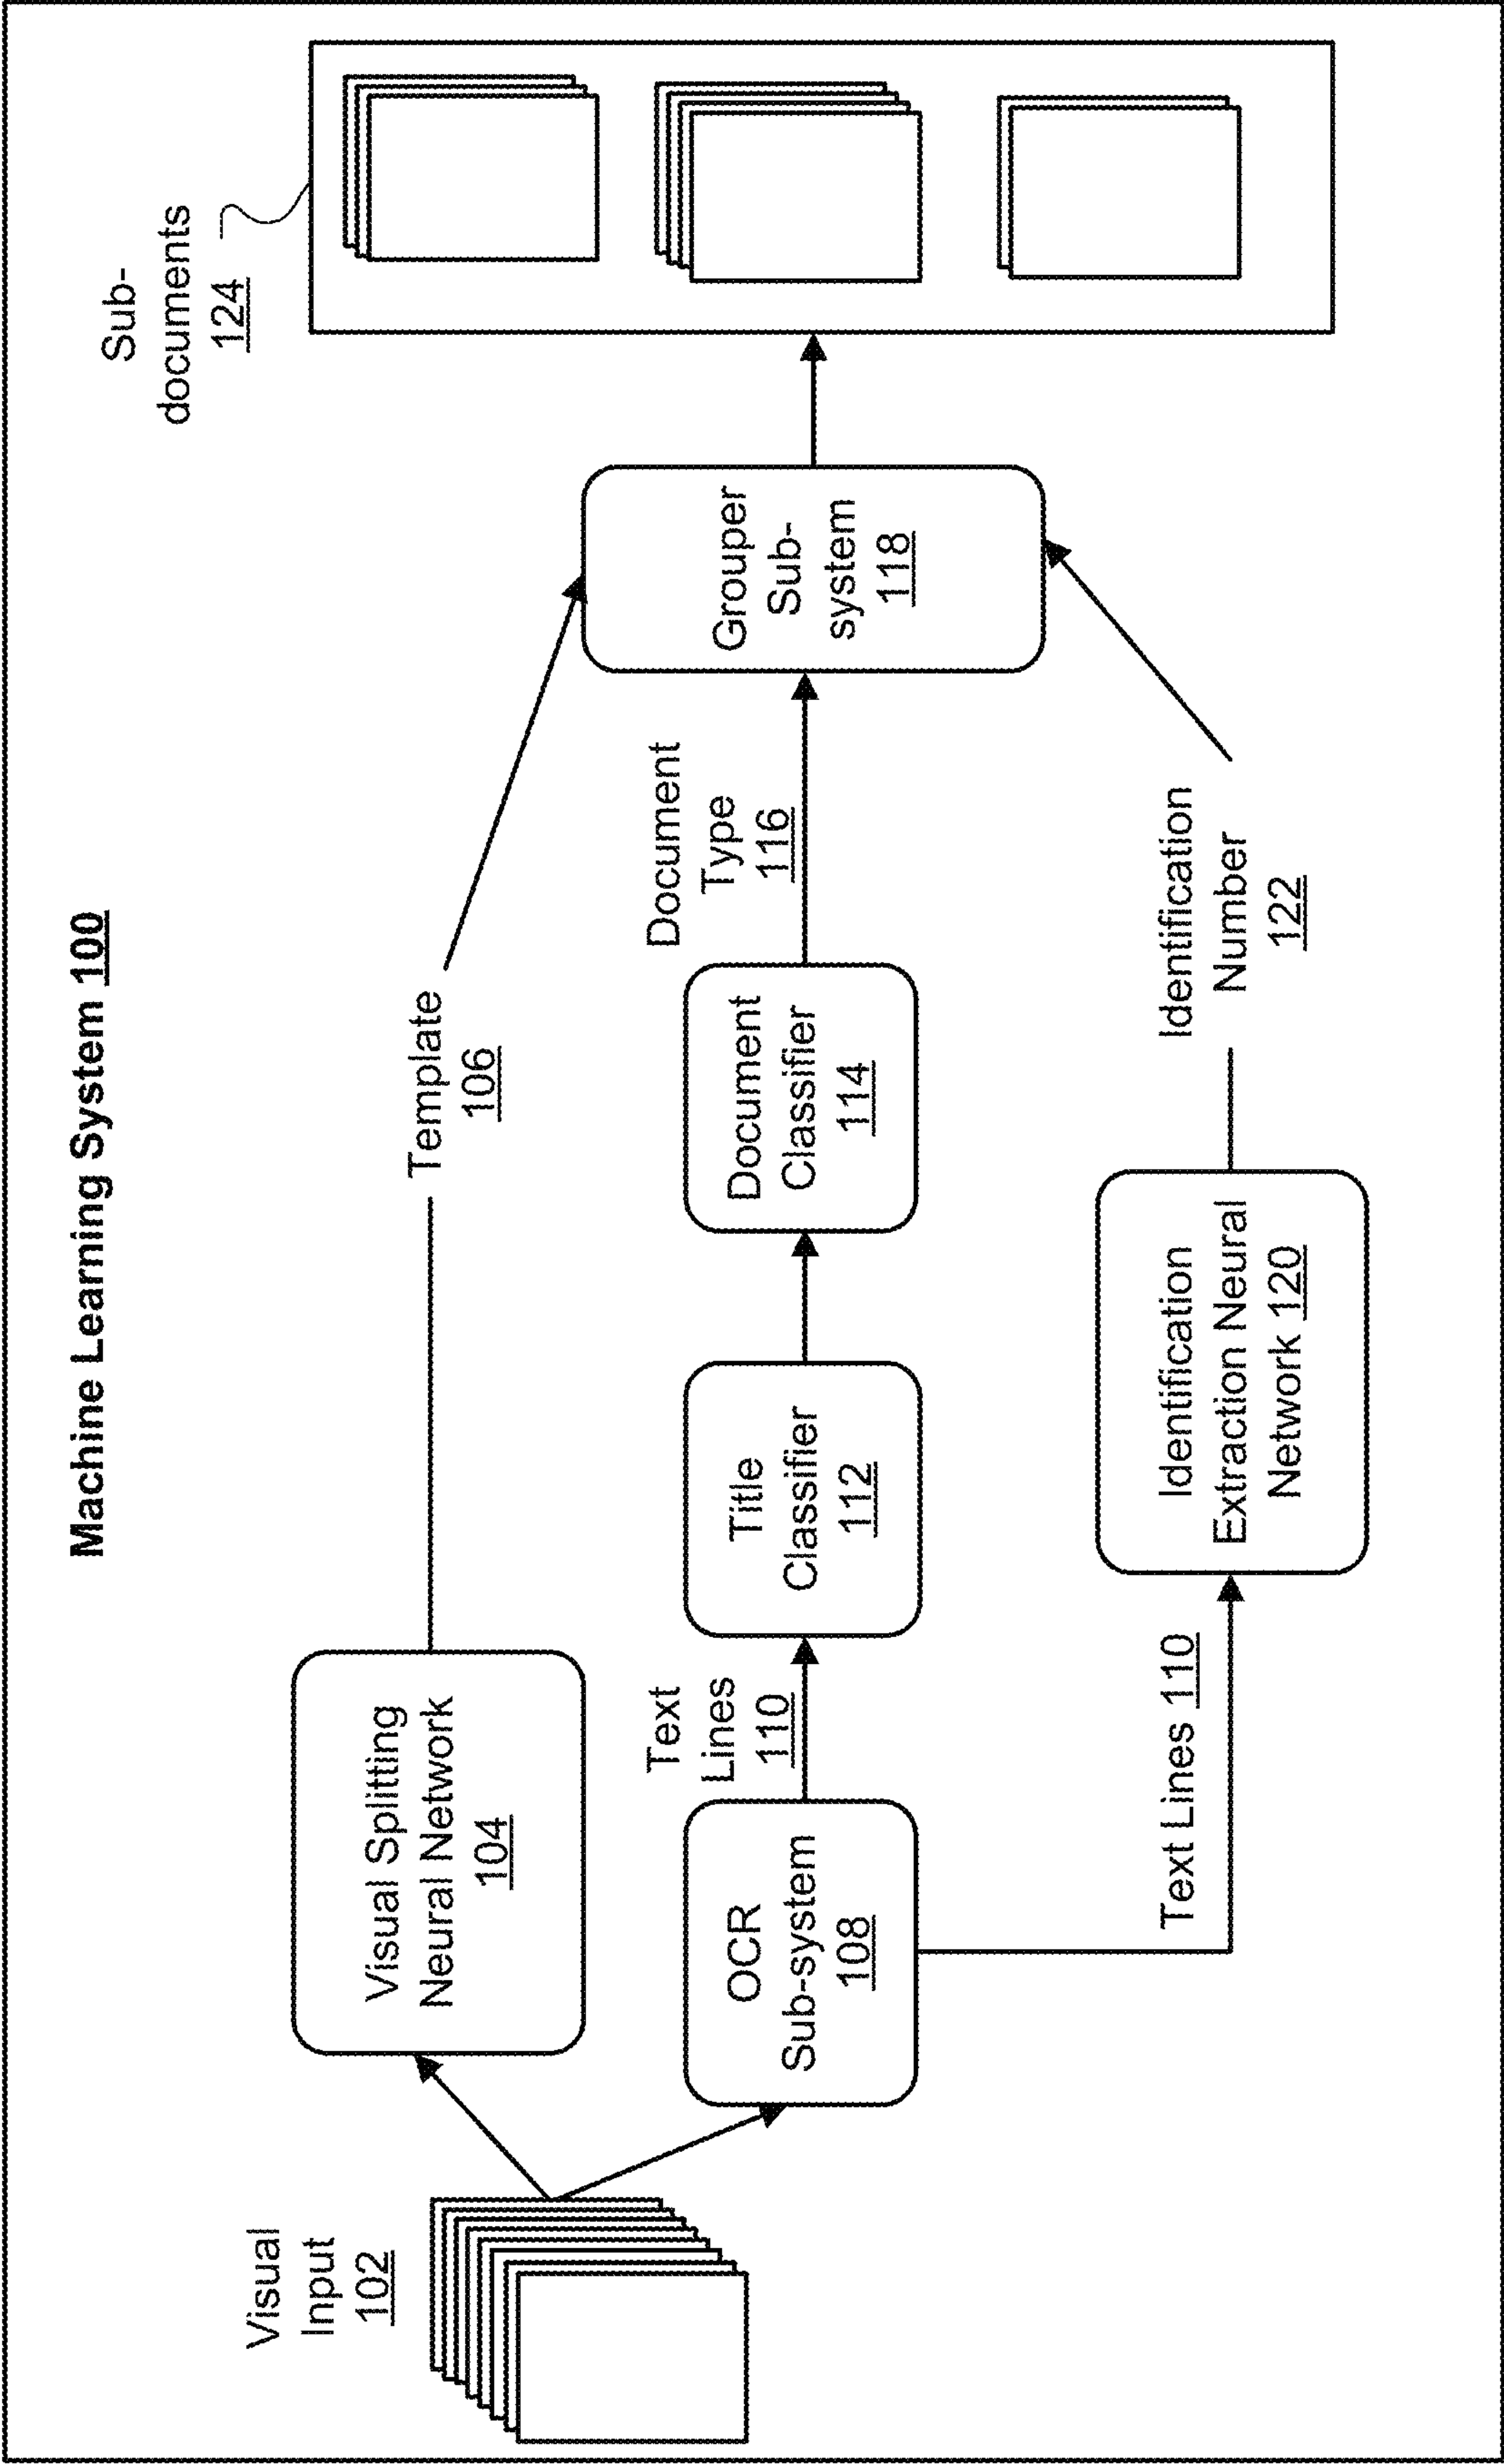 Machine Learning System 100
Visual
Input
102
Visual Splitting
Neural Network
104
Template
106
OCR
Sub-system
108
Text
Lines
110
Title
Classifier
112
Document
Classifier
114
Document
Type
116
Grouper
Sub-
system
118
Sub-
documents
124
Text Lines 110
Identification
Extraction Neural
Network 120
Identification
Number
122